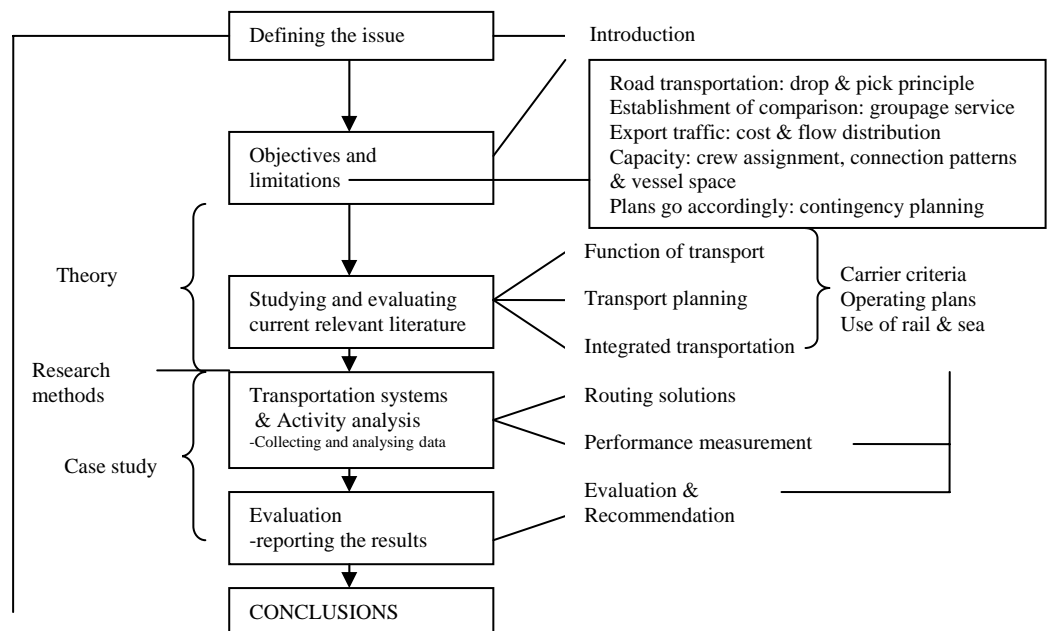 Defining the issue
Introduction
Road transportation: drop & pick principle
Establishment of comparison: groupage service
Export traffic: cost & flow distribution
Capacity: crew assignment, connection patterns
& vessel space
Plans go accordingly: contingency planning
Objectives and
limitations
Theory
Function of transport
Transport planning
Integrated transportation
Carrier criteria
Operating plans
Use of rail & sea
Studying and evaluating
current relevant literature
Research
methods
Transportation systems
& Activity analysis
-Collecting and analysing data
Routing solutions
Performance measurement
Case study
Evaluation
-reporting the results
Evaluation &
Recommendation
CONCLUSIONS